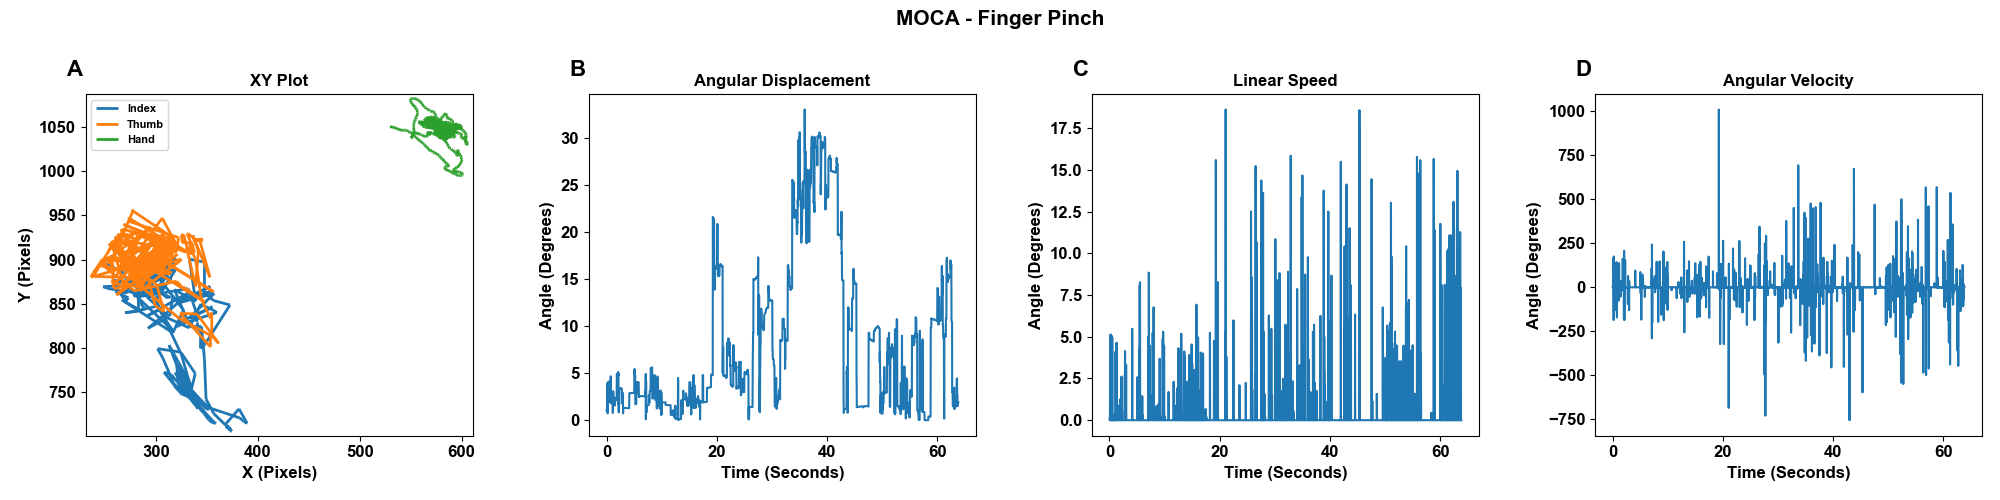 MOCA - Finger Pinch
A
XY Plot
Index
Thumb
Hand
1050
1000
950
900
850
800
750
Y (Pixels)
300 400 500 600
X (Pixels)
B
Angular Displacement
30
25
20
15
10
5
0
Angle (Degrees)
0 20 40 60
Time (Seconds)
C
Linear Speed
17.5
15.0
12.5
10.0
7.5
5.0
2.5
0.0
Angle (Degrees)
0 20 40 60
Time (Seconds)
D
Angular Velocity
1000
750
500
250
0
−250
−500
−750
Angle (Degrees)
0 20 40 60
Time (Seconds)